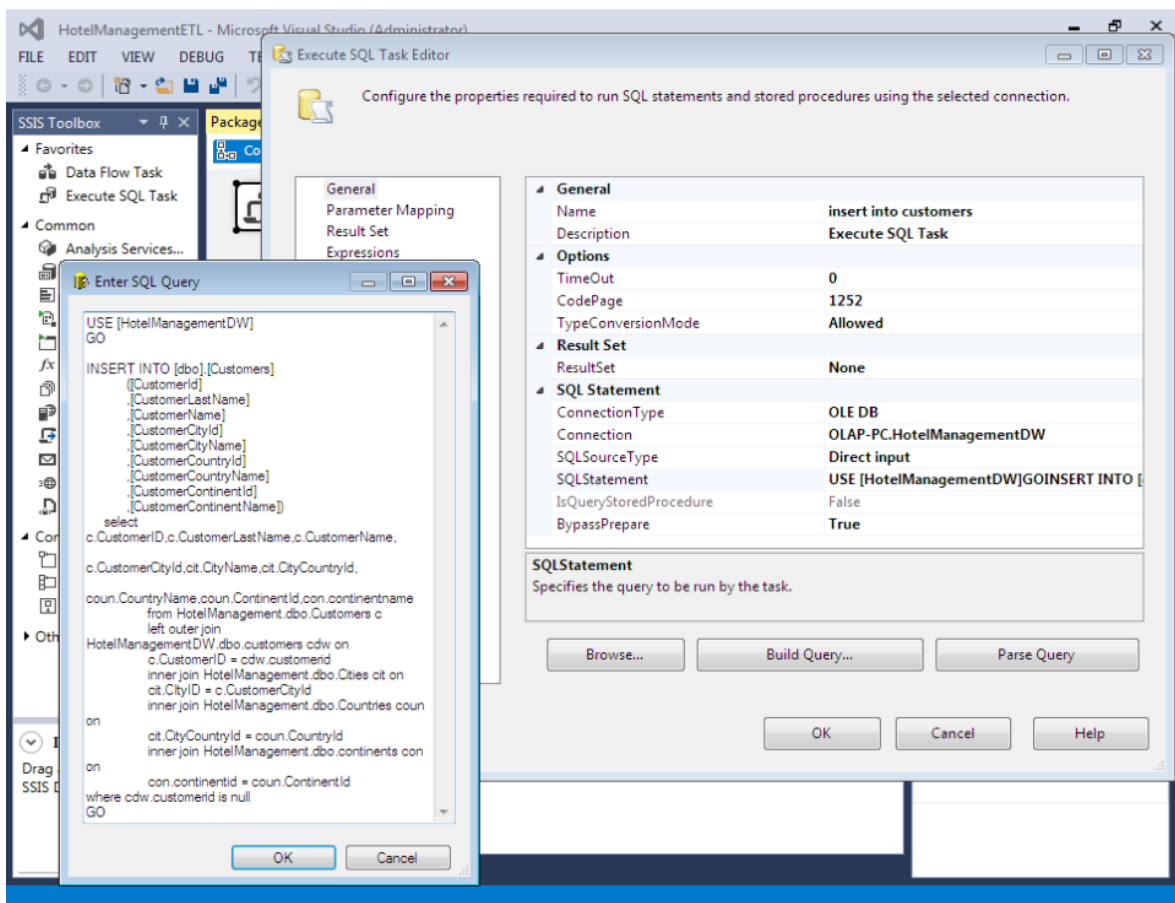 HotelManagementETL - Microsoft Visual Studio (Administrator)
FILE EDIT VIEW DEBUG
Execute SQL Task Editor
Configure the properties required to run SQL statements and stored procedures using the selected connection.
SSIS Toolbox
Package
Favorites
Co
Data Flow Task
Execute SQL Task
Common
Analysis Services...
General
Parameter Mapping
Result Set
Expressions
General
Name insert into customers
Description Execute SQL Task
Options
TimeOut 0
CodePage 1252
TypeConversionMode Allowed
Result Set
ResultSet None
SQL Statement
ConnectionType OLE DB
Connection OLAP-PC.HotelManagementDW
SQLSourceType Direct input
SQLStatement USE [HotelManagementDW]GOINSERT INTO [
IsQueryStoredProcedure False
BypassPrepare True
SQLStatement
Specifies the query to be run by the task.
Browse... Build Query... Parse Query
OK Cancel Help
Enter SQL Query
USE [HotelManagementDW]
GO
INSERT INTO [dbo].[Customers]
([CustomerId]
,[CustomerLastName]
,[CustomerName]
,[CustomerCityId]
,[CustomerCityName]
,[CustomerCountryId]
,[CustomerCountryName]
,[CustomerContinentId]
,[CustomerContinentName])
select
c.CustomerID,c.CustomerLastName,c.CustomerName,
c.CustomerCityId,cit.CityName,cit.CityCountryId,
coun.CountryName,coun.ContinentId,con.continentname
from HotelManagement.dbo.Customers c
left outer join
HotelManagementDW.dbo.customers cdw on
c.CustomerID = cdw.customerid
inner join HotelManagement.dbo.Cities cit on
cit.CItyID = c.CustomerCityId
inner join HotelManagement.dbo.Countries coun
on
cit.CityCountryId = coun.CountryId
inner join HotelManagement.dbo.continents con
on
con.continentid = coun.ContinentId
where cdw.customerid is null
GO
OK Cancel
fx
Con
Oth
Drag
SSIS